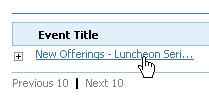 Event Title
New Offerings - Luncheon Seri...
Previous 10 | Next 10